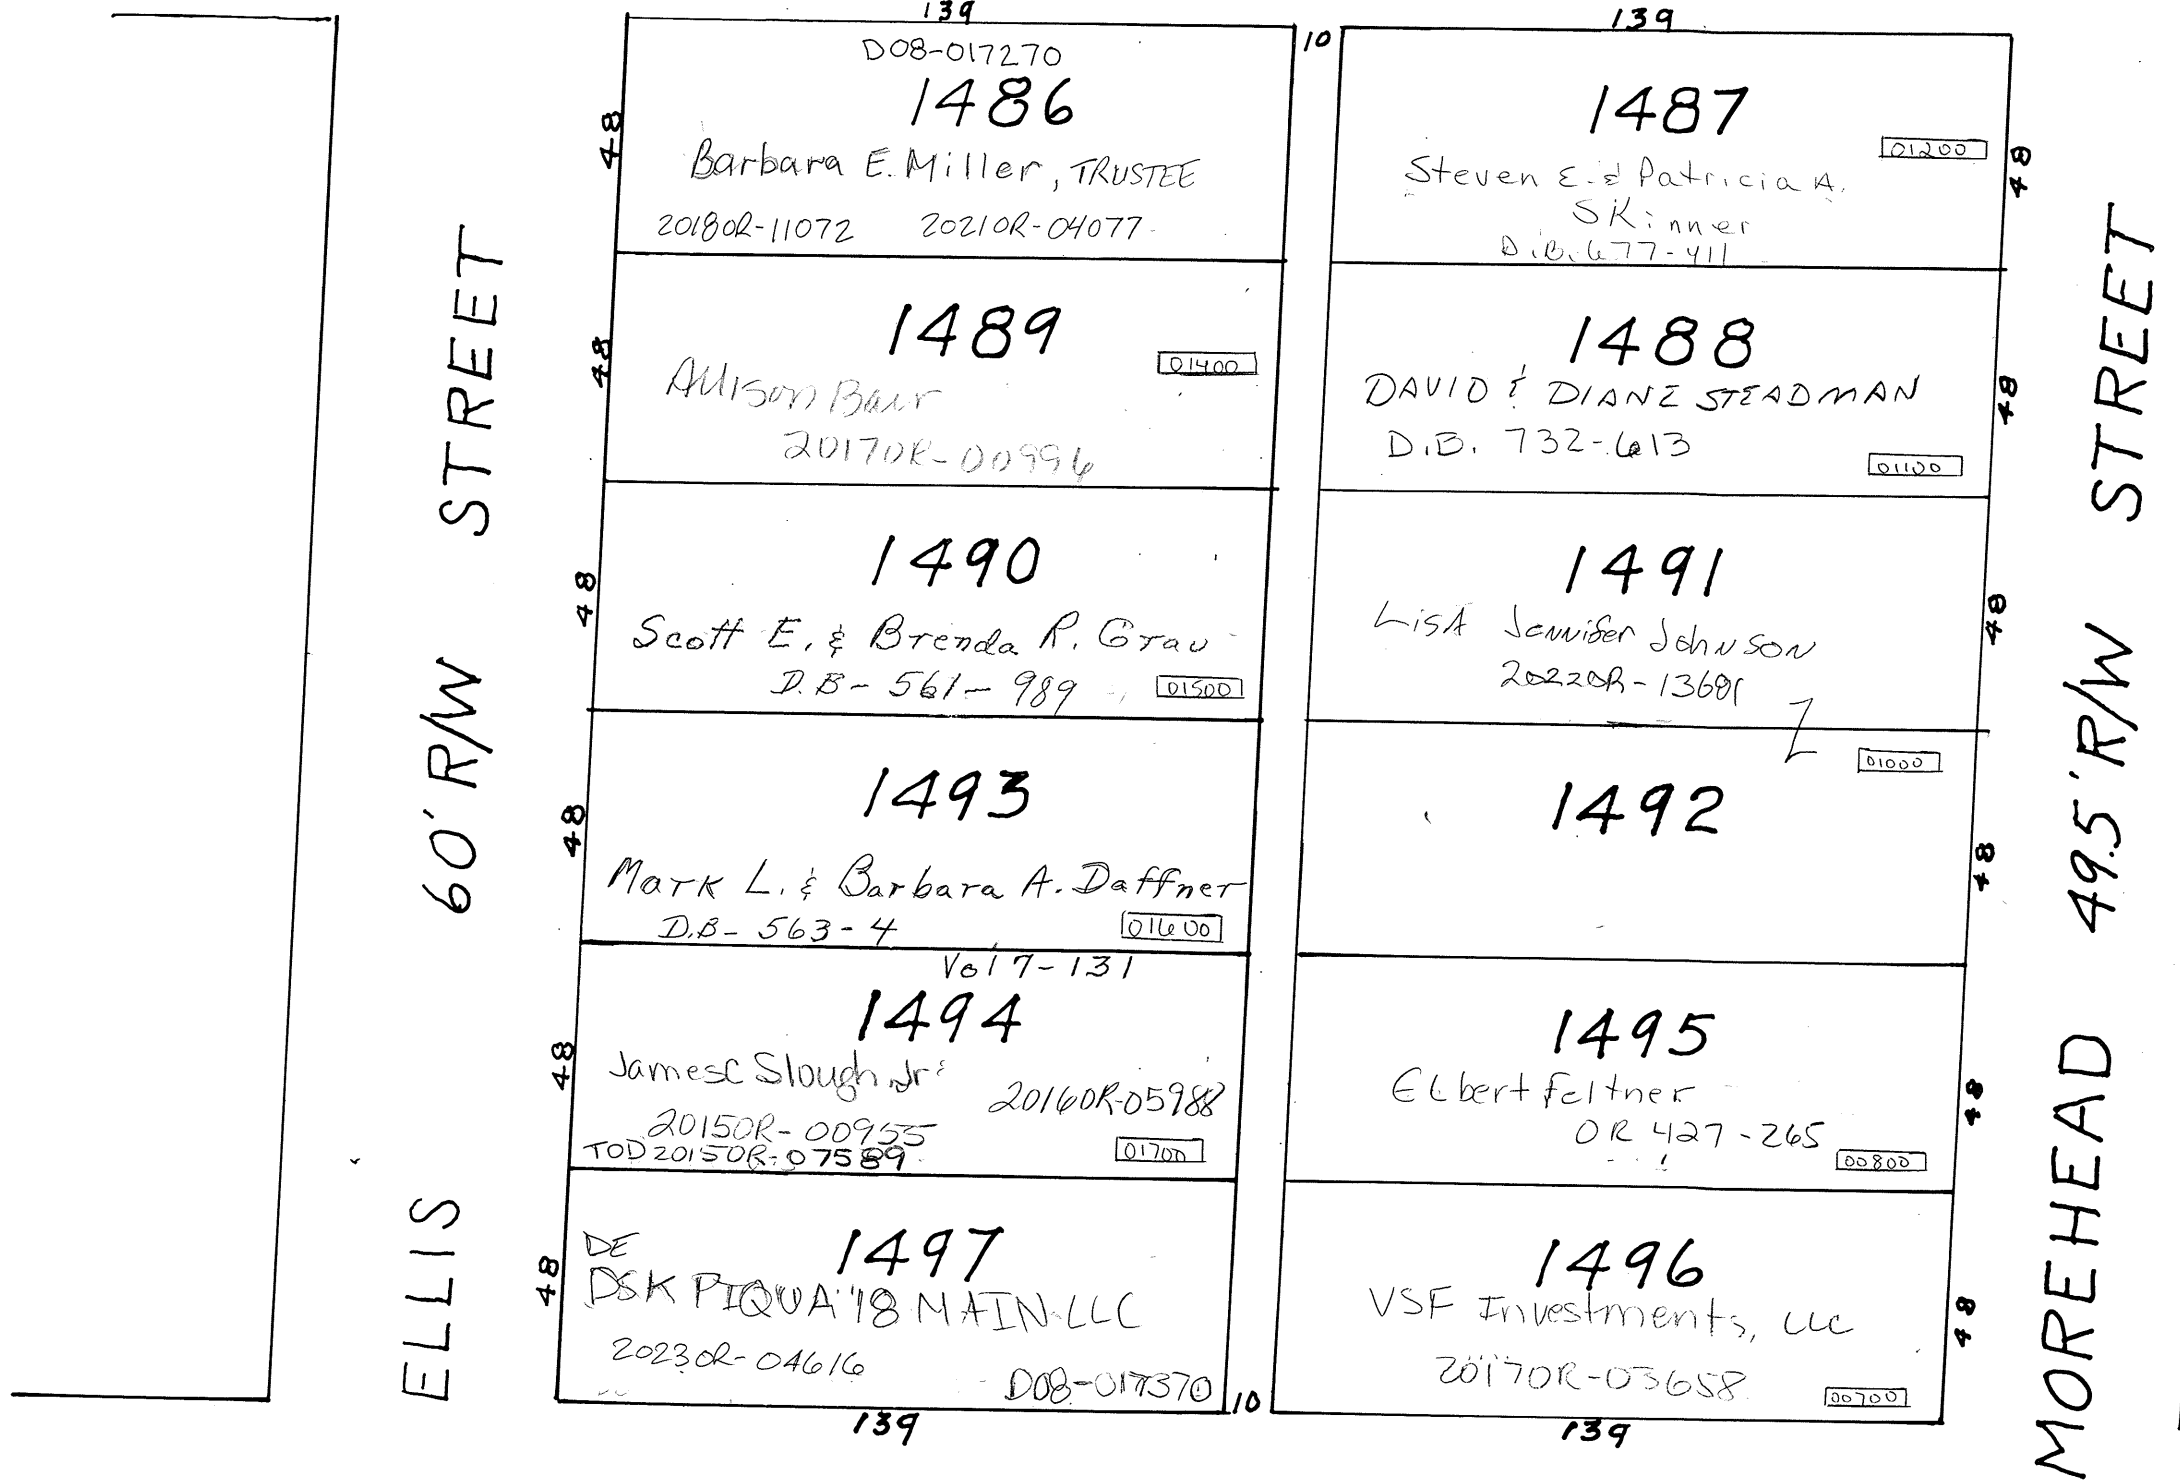 139
D08-017270
1486
48
Barbara E. Miller, TRUSTEE
20180R-11072 20210R-04077
1489
48
01400
Allison Bair
20170R-00996
1490
48
Scott E. & Brenda R. Grau
D.B - 561 - 989
01500
1493
48
Mark L. & Barbara A. Daffner
D.B - 563 - 4
01600
Vol 7-131
1494
48
James C Slough Jr
20160R-05988
20150R-00955
TOD 20150R-07589
01700
DE
1497
48
DSK PIQUA '18 MAIN LLC
20230R-04616
D08-017370
139
10
10
139
1487
48
01200
Steven E. & Patricia A.
Skinner
D.B. 677-411
1488
48
DAVID & DIANE STEADMAN
D.B. 732-613
01100
1491
48
LISA Jennifer Johnson
20220R-13681
01000
1492
48
1495
48
Elbert Feltner
OR 427-265
00800
1496
48
VSF Investments, LLC
20170R-03658
00700
139
ELLIS 60' R/W STREET
MOREHEAD 49.5' R/W STREET